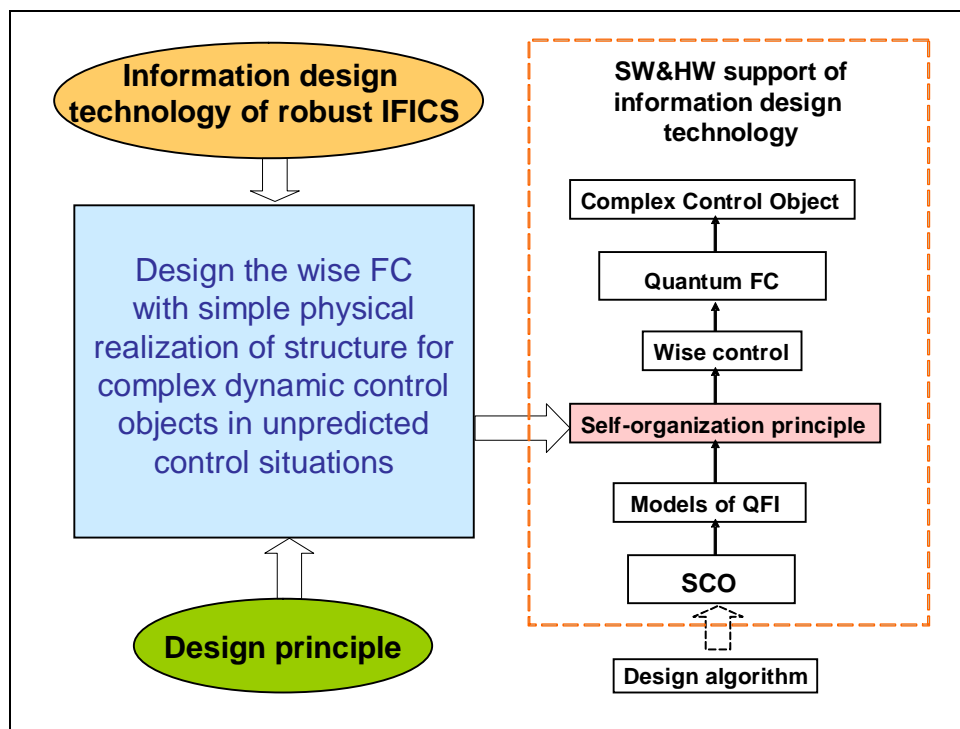 Information design
technology of robust IFICS
Design the wise FC
with simple physical
realization of structure for
complex dynamic control
objects in unpredicted
control situations
Design principle
SW&HW support of
information design
technology
Complex Control Object
Quantum FC
Wise control
Self-organization principle
Models of QFI
SCO
Design algorithm